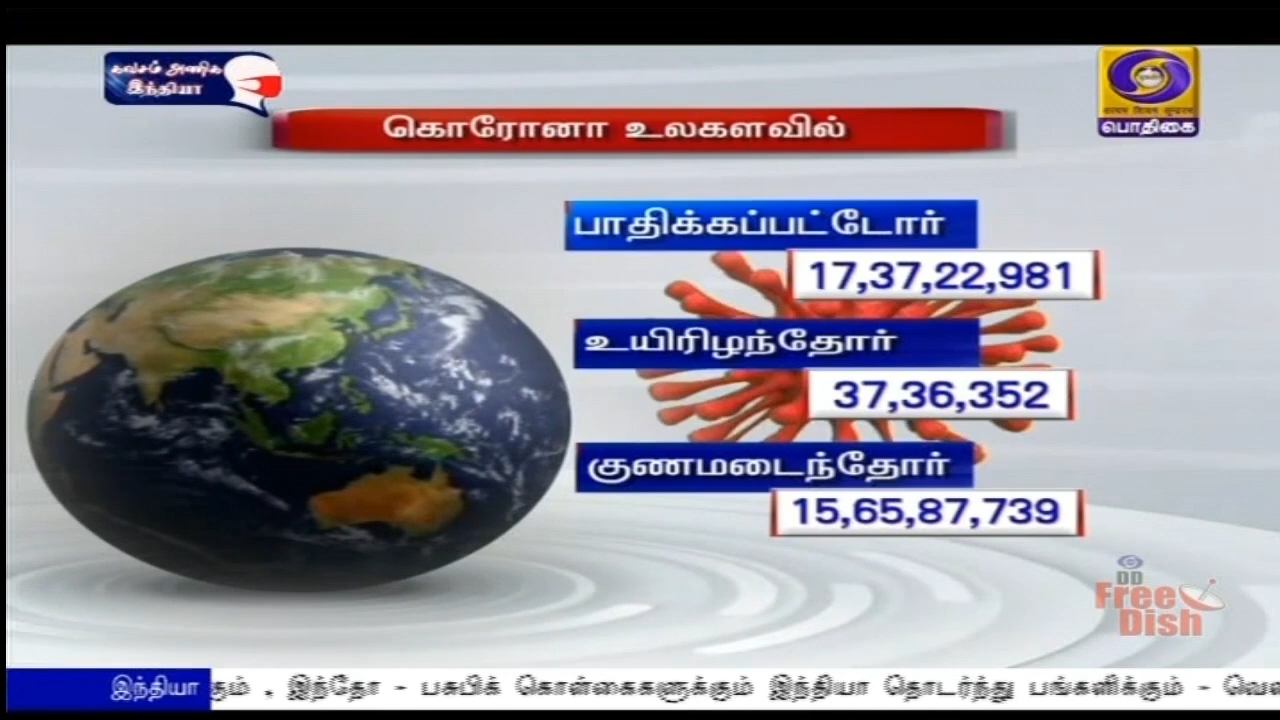 கவசம் அணிக
இந்தியா
பொதிகை
கொரோனா உலகளவில்
பாதிக்கப்பட்டோர்
17,37,22,981
உயிரிழந்தோர்
37,36,352
குணமடைந்தோர்
15,65,87,739
DD
Free
Dish
இந்தியா கும் , இந்தோ - பசுபிக் கொள்கைகளுக்கும் இந்தியா தொடர்ந்து பங்களிக்கும் -